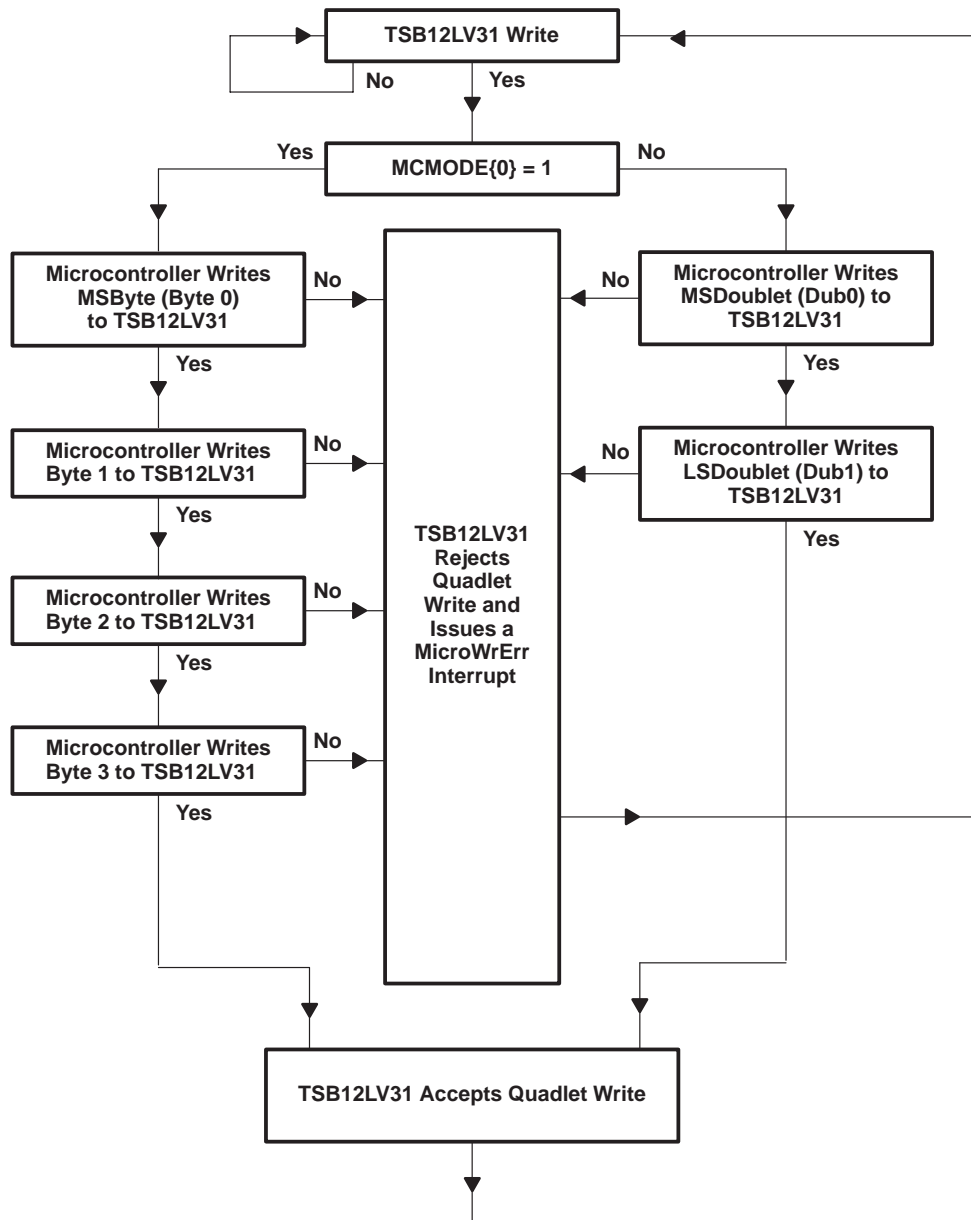 TSB12LV31 Write
No
Yes
Yes
MCMODE{0} = 1
No
Microcontroller Writes
MSByte (Byte 0)
to TSB12LV31
No
Yes
Microcontroller Writes
Byte 1 to TSB12LV31
No
Yes
Microcontroller Writes
Byte 2 to TSB12LV31
No
Yes
Microcontroller Writes
Byte 3 to TSB12LV31
No
Yes
TSB12LV31
Rejects
Quadlet
Write and
Issues a
MicroWrErr
Interrupt
No
Microcontroller Writes
MSDoublet (Dub0) to
TSB12LV31
Yes
No
Microcontroller Writes
LSDoublet (Dub1) to
TSB12LV31
Yes
TSB12LV31 Accepts Quadlet Write